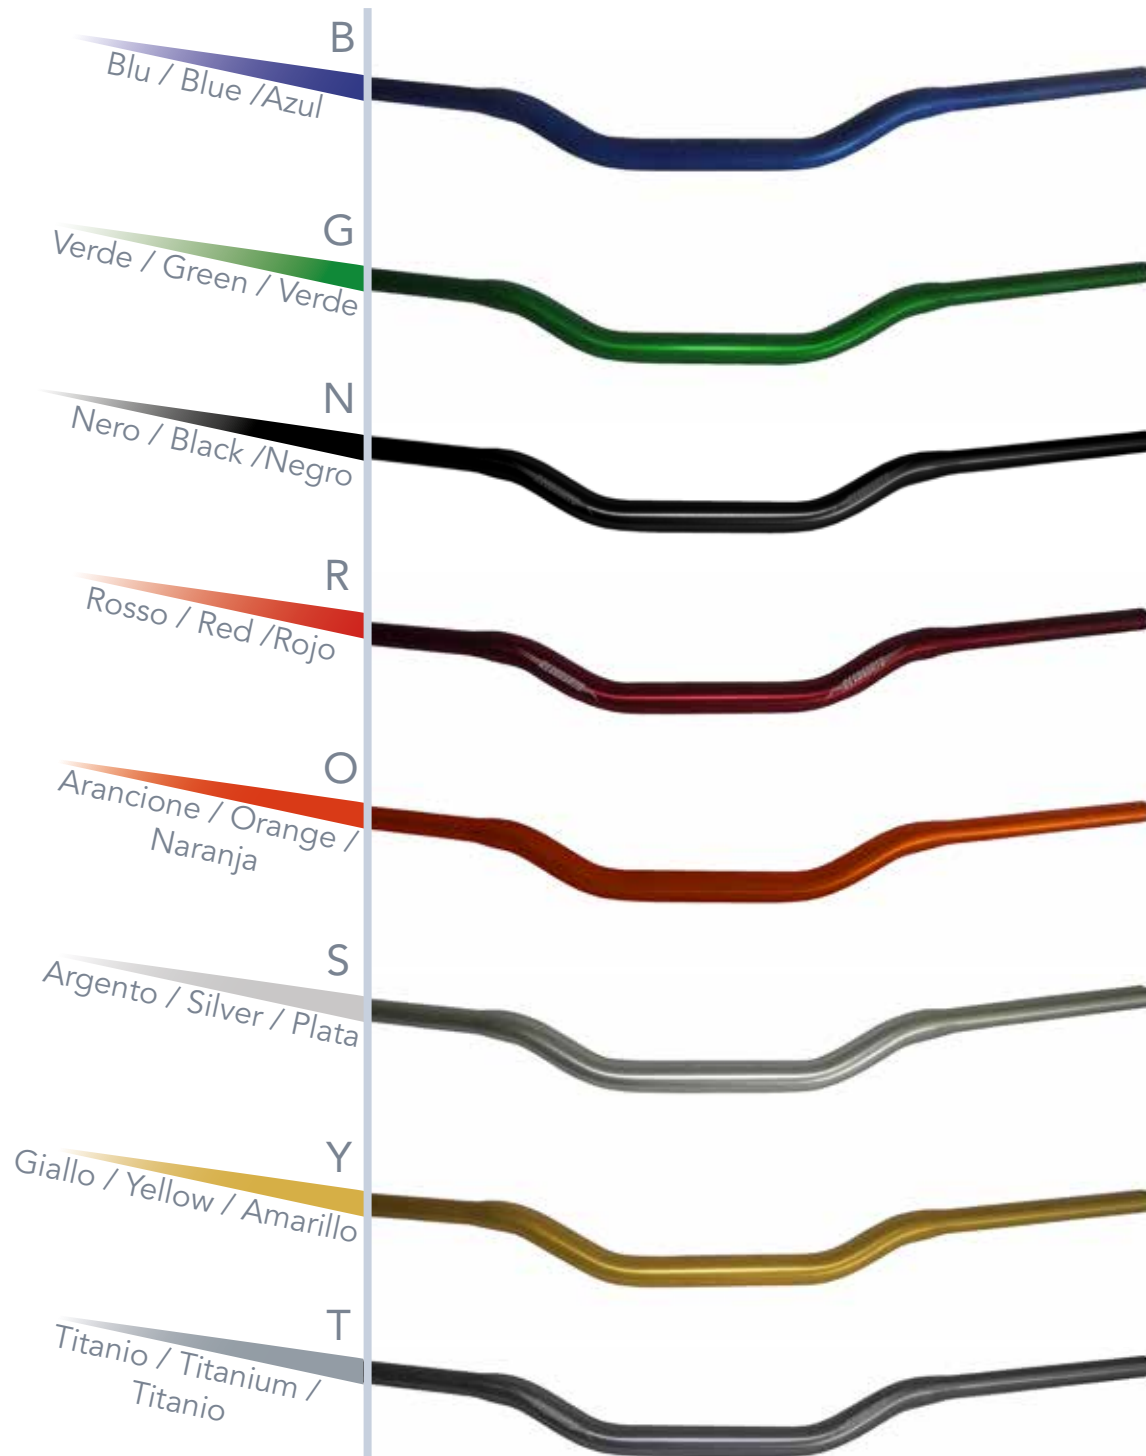 B
Blu / Blue /Azul
G
Verde / Green / Verde
N
Nero / Black /Negro
R
Rosso / Red /Rojo
O
Arancione / Orange /
Naranja
S
Argento / Silver / Plata
Y
Giallo / Yellow / Amarillo
T
Titanio / Titanium /
Titanio